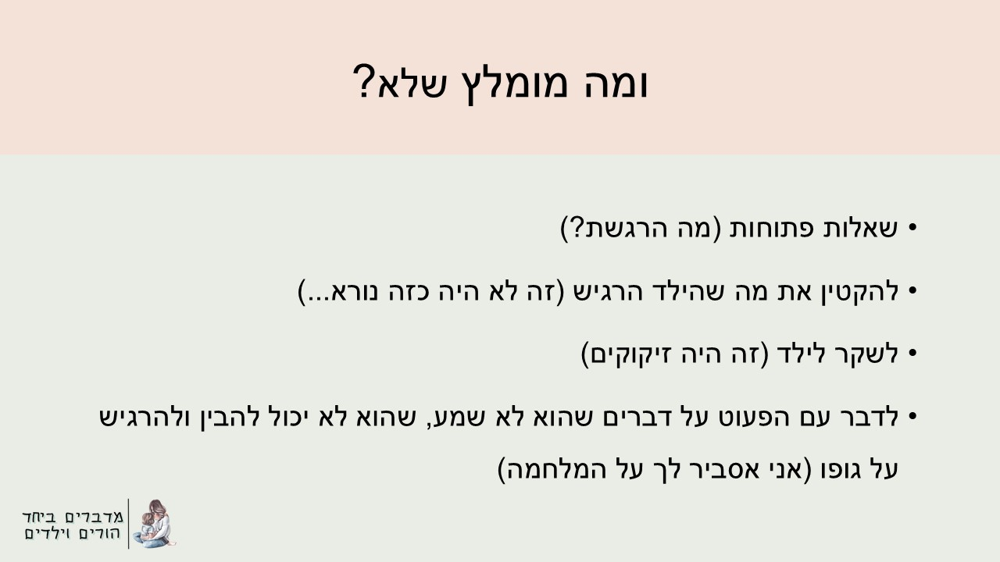 ומה מומלץ שלא?
• שאלות פתוחות (מה הרגשת?)
• להקטין את מה שהילד הרגיש (זה לא היה כזה נורא...)
• לשקר לילד (זה היה זיקוקים)
• לדבר עם הפעוט על דברים שהוא לא שמע, שהוא לא יכול להבין ולהרגיש
על גופו (אני אסביר לך על המלחמה)
מדברים ביחד
הורים וילדים